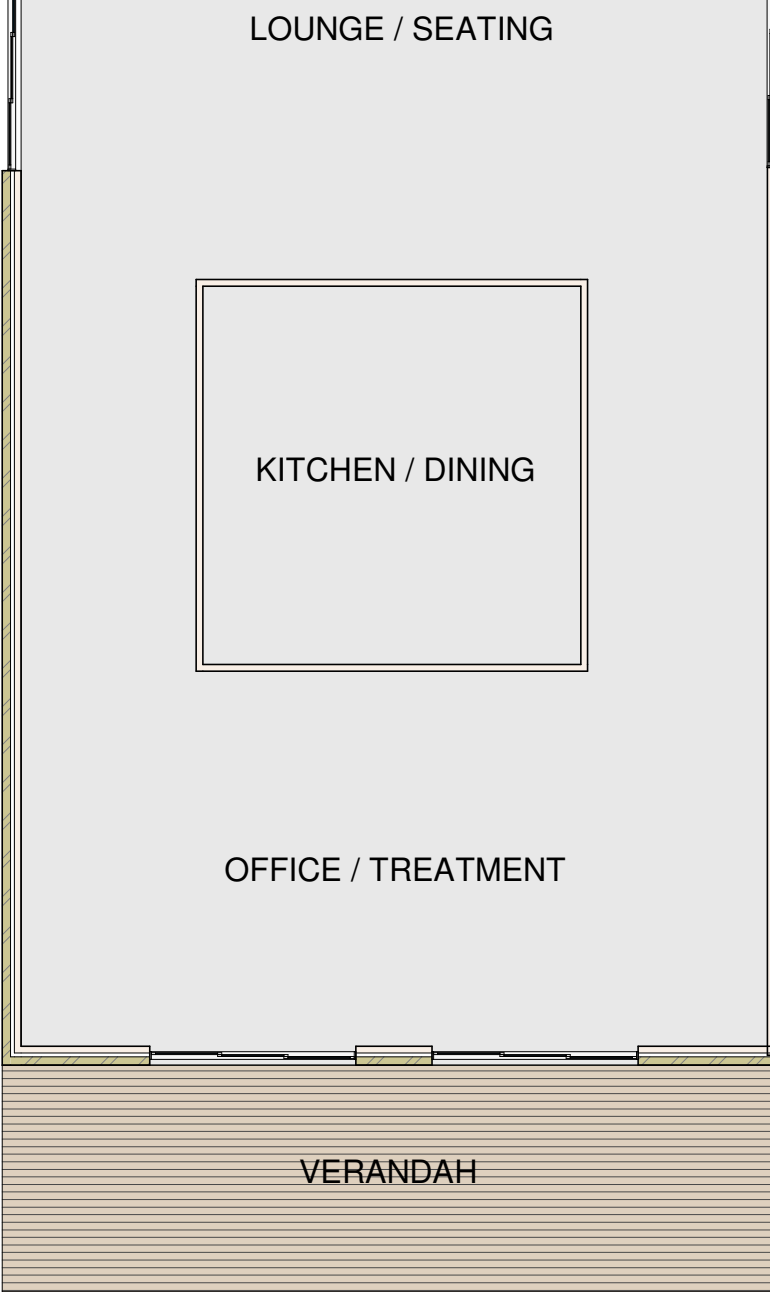 LOUNGE / SEATING
KITCHEN / DINING
OFFICE / TREATMENT
VERANDAH